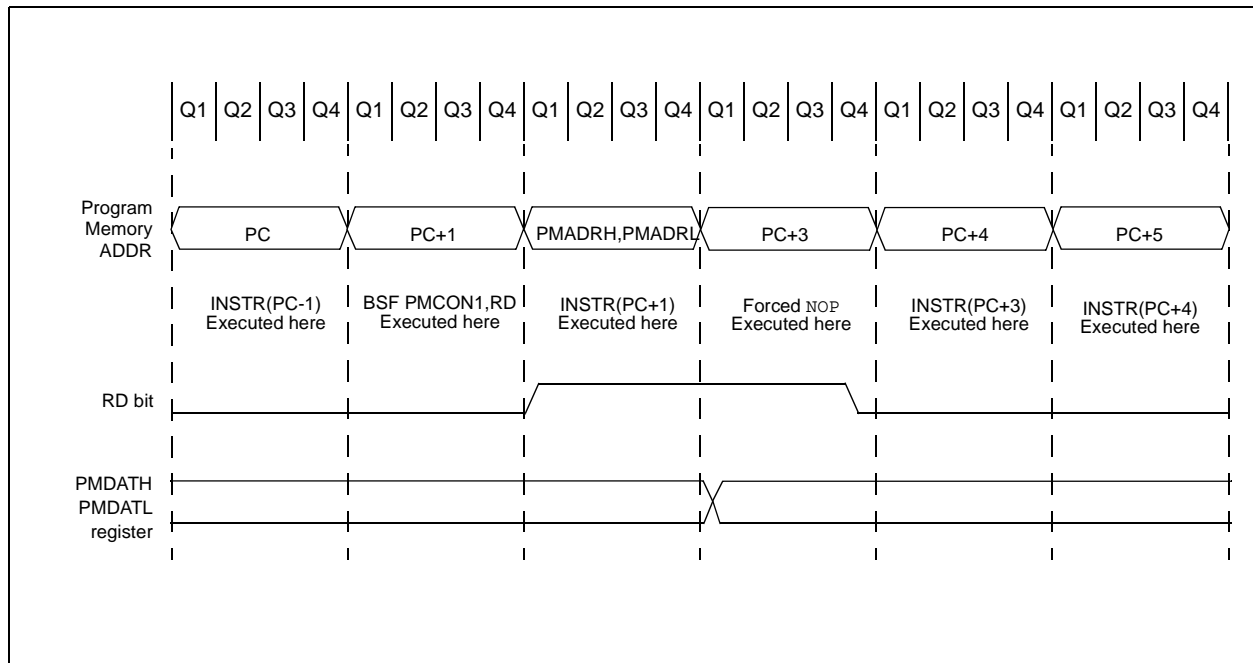 Q1 Q2 Q3 Q4 Q1 Q2 Q3 Q4 Q1 Q2 Q3 Q4 Q1 Q2 Q3 Q4 Q1 Q2 Q3 Q4 Q1 Q2 Q3 Q4
Program
Memory
ADDR
PC
PC+1
PMADRH,PMADRL
PC+3
PC+4
PC+5
INSTR(PC-1)
Executed here
BSF PMCON1,RD
Executed here
INSTR(PC+1)
Executed here
Forced NOP
Executed here
INSTR(PC+3)
Executed here
INSTR(PC+4)
Executed here
RD bit
PMDATH
PMDATL
register